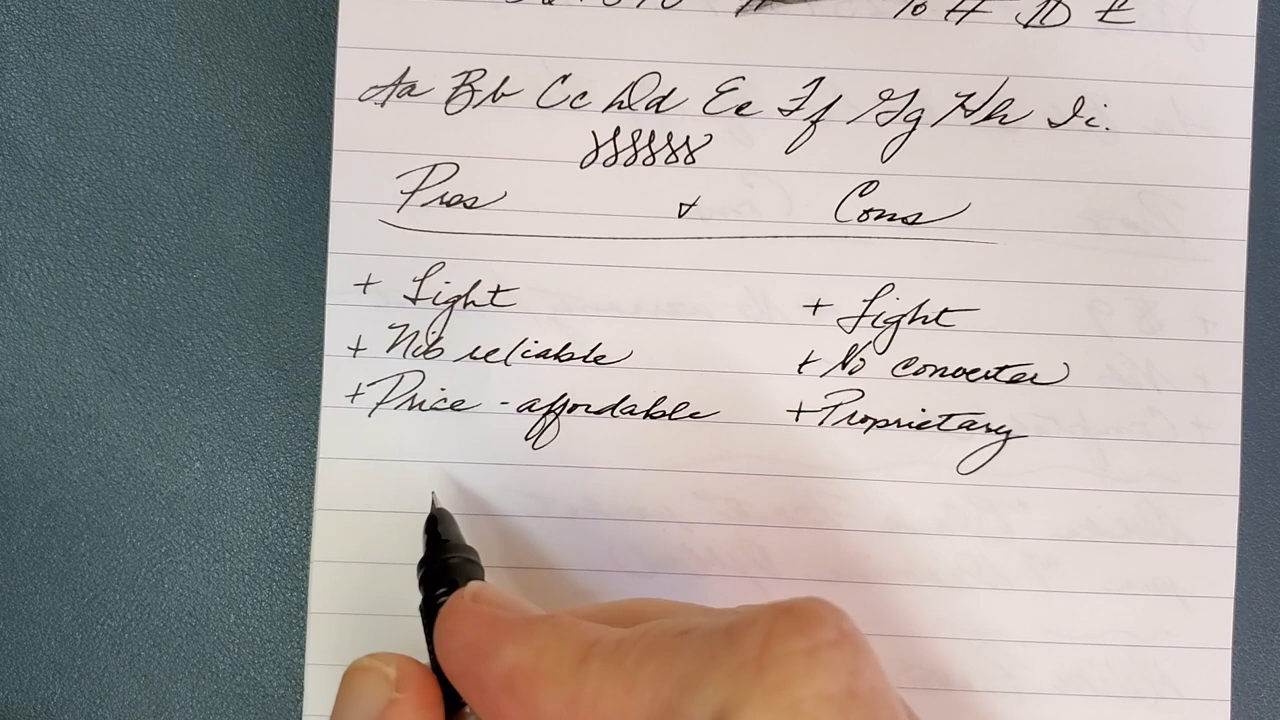 Aa Bb Cc Dd Ee Ff Gg Hh Ii.
Pros & Cons
+ Light + Light
+ Nib reliable + No converter
+ Price - affordable + Proprietary